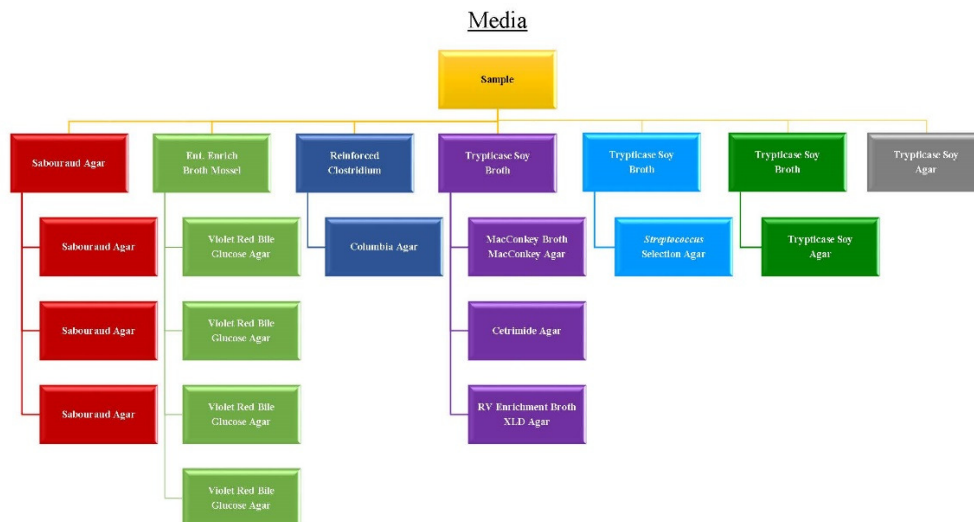 Media
Sample
Sabouraud Agar
Ent. Enrich
Broth Mossel
Reinforced
Clostridium
Trypticase Soy
Broth
Trypticase Soy
Broth
Trypticase Soy
Broth
Trypticase Soy
Agar
Sabouraud Agar
Violet Red Bile
Glucose Agar
Columbia Agar
MacConkey Broth
MacConkey Agar
Streptococcus
Selection Agar
Trypticase Soy
Agar
Sabouraud Agar
Violet Red Bile
Glucose Agar
Cetrimide Agar
Sabouraud Agar
Violet Red Bile
Glucose Agar
RV Enrichment Broth
XLD Agar
Violet Red Bile
Glucose Agar